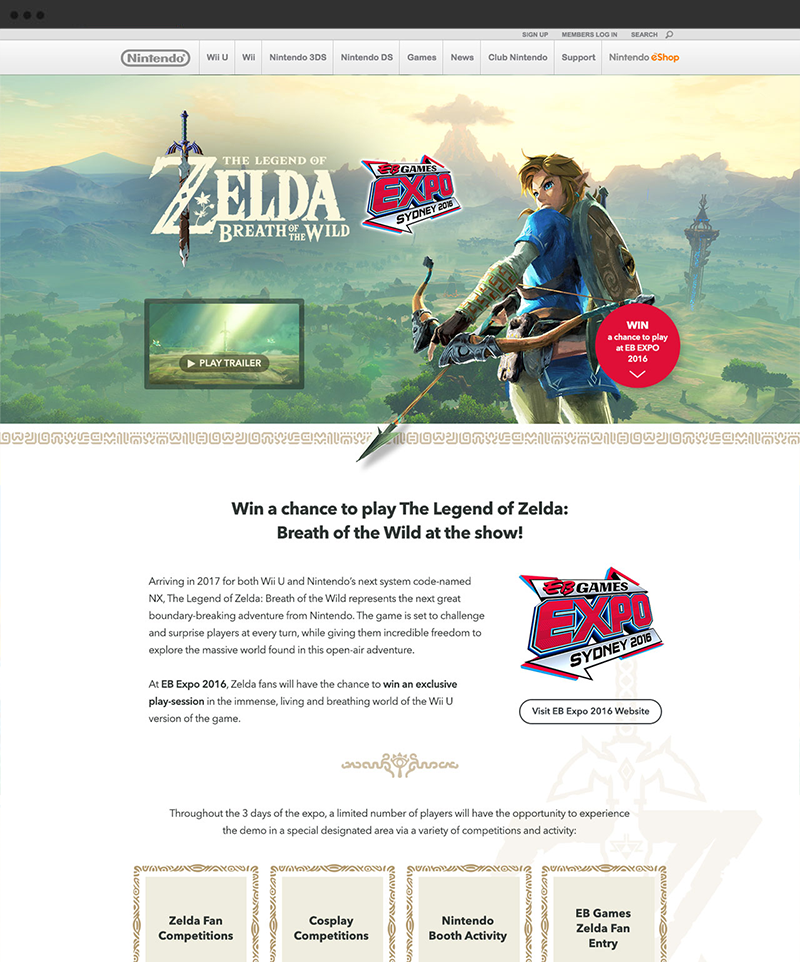 SIGN UP MEMBERS LOG IN SEARCH
Nintendo Wii U Wii Nintendo 3DS Nintendo DS Games News Club Nintendo Support Nintendo eShop
THE LEGEND OF
ZELDA
BREATH OF THE WILD
EB GAMES
EXPO
SYDNEY 2016
PLAY TRAILER
WIN
a chance to play
at EB EXPO
2016
Win a chance to play The Legend of Zelda:
Breath of the Wild at the show!
Arriving in 2017 for both Wii U and Nintendo's next system code-named
NX, The Legend of Zelda: Breath of the Wild represents the next great
boundary-breaking adventure from Nintendo. The game is set to challenge
and surprise players at every turn, while giving them incredible freedom to
explore the massive world found in this open-air adventure.
At EB Expo 2016, Zelda fans will have the chance to win an exclusive
play-session in the immense, living and breathing world of the Wii U
version of the game.
EB GAMES
EXPO
SYDNEY 2016
Visit EB Expo 2016 Website
Throughout the 3 days of the expo, a limited number of players will have the opportunity to experience
the demo in a special designated area via a variety of competitions and activity:
Zelda Fan
Competitions
Cosplay
Competitions
Nintendo
Booth Activity
EB Games
Zelda Fan
Entry